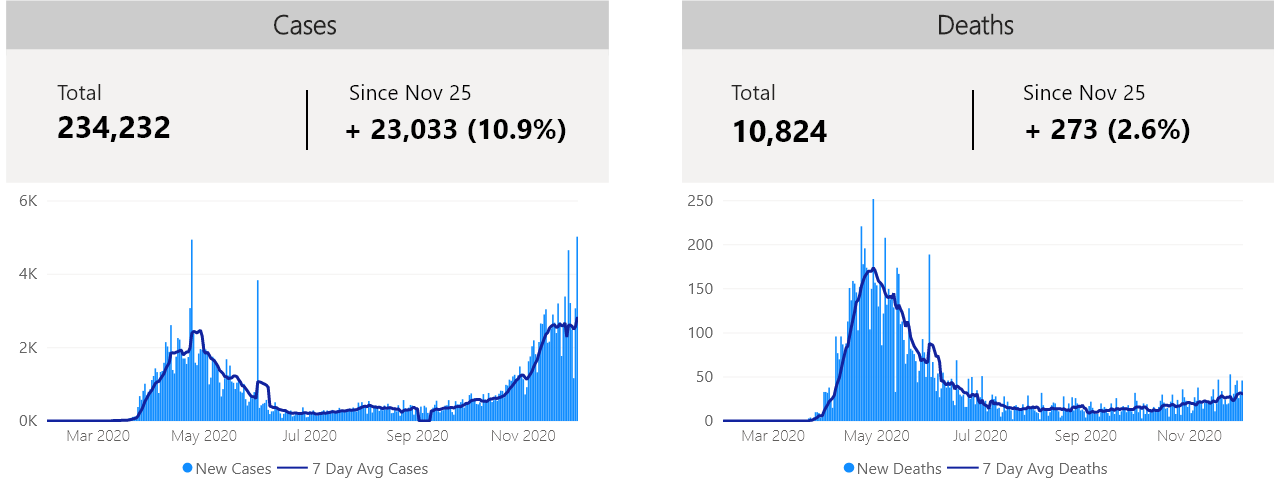 Cases
Total
234,232
Since Nov 25
+ 23,033 (10.9%)
6K
4K
2K
0K
Mar 2020 May 2020 Jul 2020 Sep 2020 Nov 2020
New Cases 7 Day Avg Cases
Deaths
Total
10,824
Since Nov 25
+ 273 (2.6%)
250
200
150
100
50
0
Mar 2020 May 2020 Jul 2020 Sep 2020 Nov 2020
New Deaths 7 Day Avg Deaths